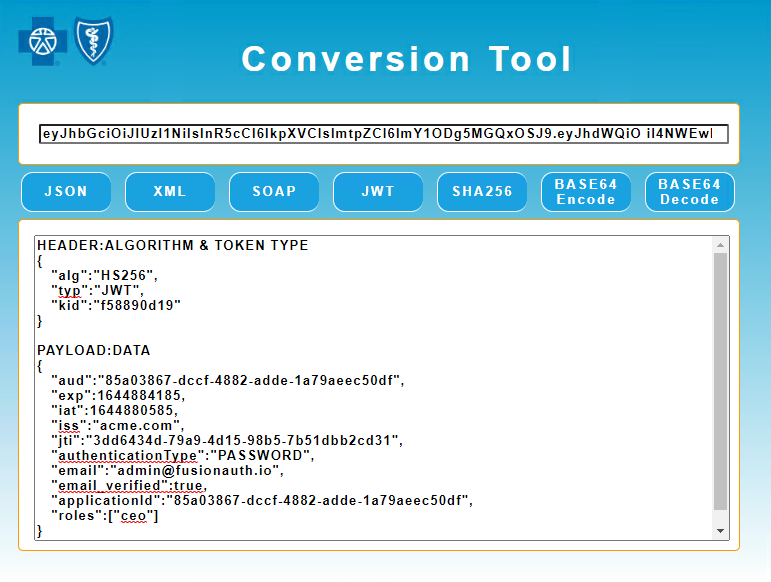 Conversion Tool
eyJhbGciOiJIUzI1NiIsInR5cCI6IkpXVCIsImtpZCI6ImY1ODg5MGQxOSJ9.eyJhdWQiO iI4NWEwI
JSON
XML
SOAP
JWT
SHA256
BASE64
Encode
BASE64
Decode
HEADER:ALGORITHM & TOKEN TYPE
{
"alg":"HS256",
"typ":"JWT",
"kid":"f58890d19"
}
PAYLOAD:DATA
{
"aud":"85a03867-dccf-4882-adde-1a79aeec50df",
"exp":1644884185,
"iat":1644880585,
"iss":"acme.com",
"jti":"3dd6434d-79a9-4d15-98b5-7b51dbb2cd31",
"authenticationType":"PASSWORD",
"email":"admin@fusionauth.io",
"email_verified":true,
"applicationId":"85a03867-dccf-4882-adde-1a79aeec50df",
"roles":["ceo"]
}